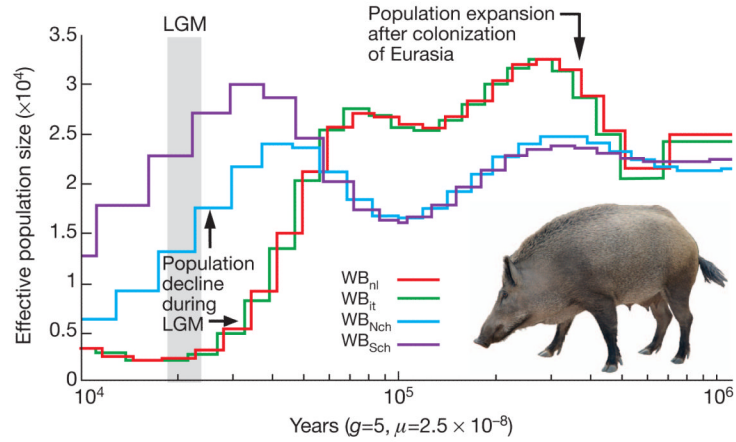 LGM
Population expansion
after colonization
of Eurasia
Effective population size (×10⁴)
3.5
3.0
2.5
2.0
1.5
1
0.5
0
Population
decline
during
LGM
WBnl
WBit
WBNch
WBSch
10⁴
10⁵
10⁶
Years (g=5, μ=2.5 × 10⁻⁸)